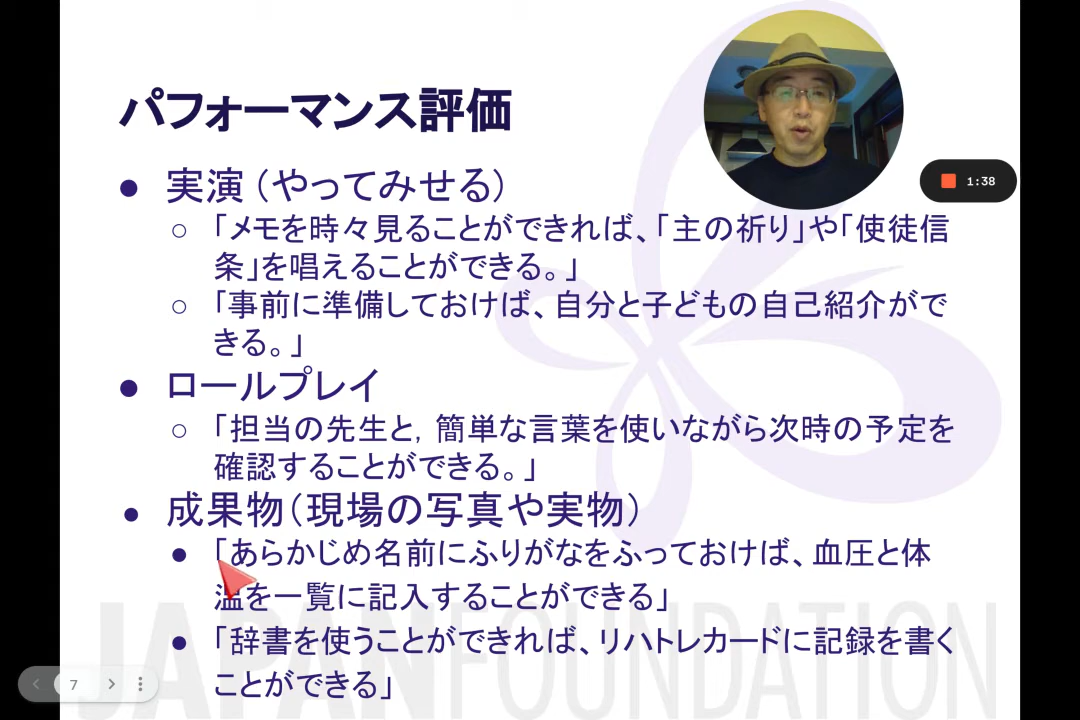 パフォーマンス評価
1:38
● 実演（やってみせる）
○ 「メモを時々見ることができれば、「主の祈り」や「使徒信
条」を唱えることができる。」
○ 「事前に準備しておけば、自分と子どもの自己紹介がで
きる。」
● ロールプレイ
○ 「担当の先生と, 簡単な言葉を使いながら次時の予定を
確認することができる。」
● 成果物（現場の写真や実物）
● 「あらかじめ名前にふりがなをふっておけば、血圧と体
温を一覧に記入することができる」
● 「辞書を使うことができれば、リハトレカードに記録を書く
ことができる」
JAPANFOUNDATION
7